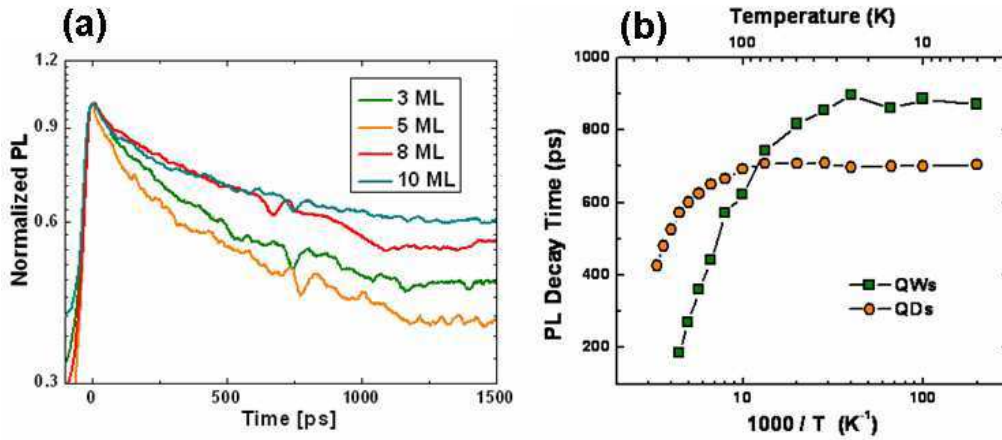 (a)
1.2
0.9
0.6
0.3
Normalized PL
3 ML
5 ML
8 ML
10 ML
0
500
1000
1500
Time [ps]
(b)
Temperature (K)
100
10
1000
800
600
400
200
PL Decay Time (ps)
QWs
QDs
10
100
1000 / T (K⁻¹)